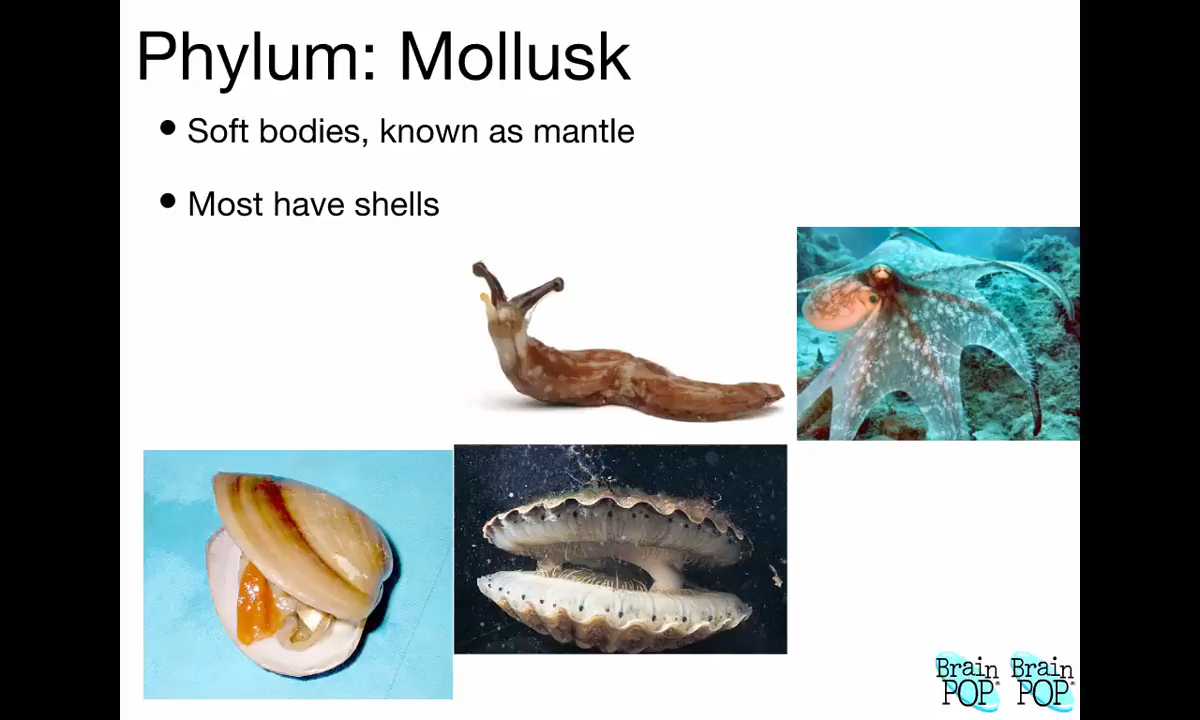 Phylum: Mollusk
• Soft bodies, known as mantle
• Most have shells
Brain POP®
Brain POP®